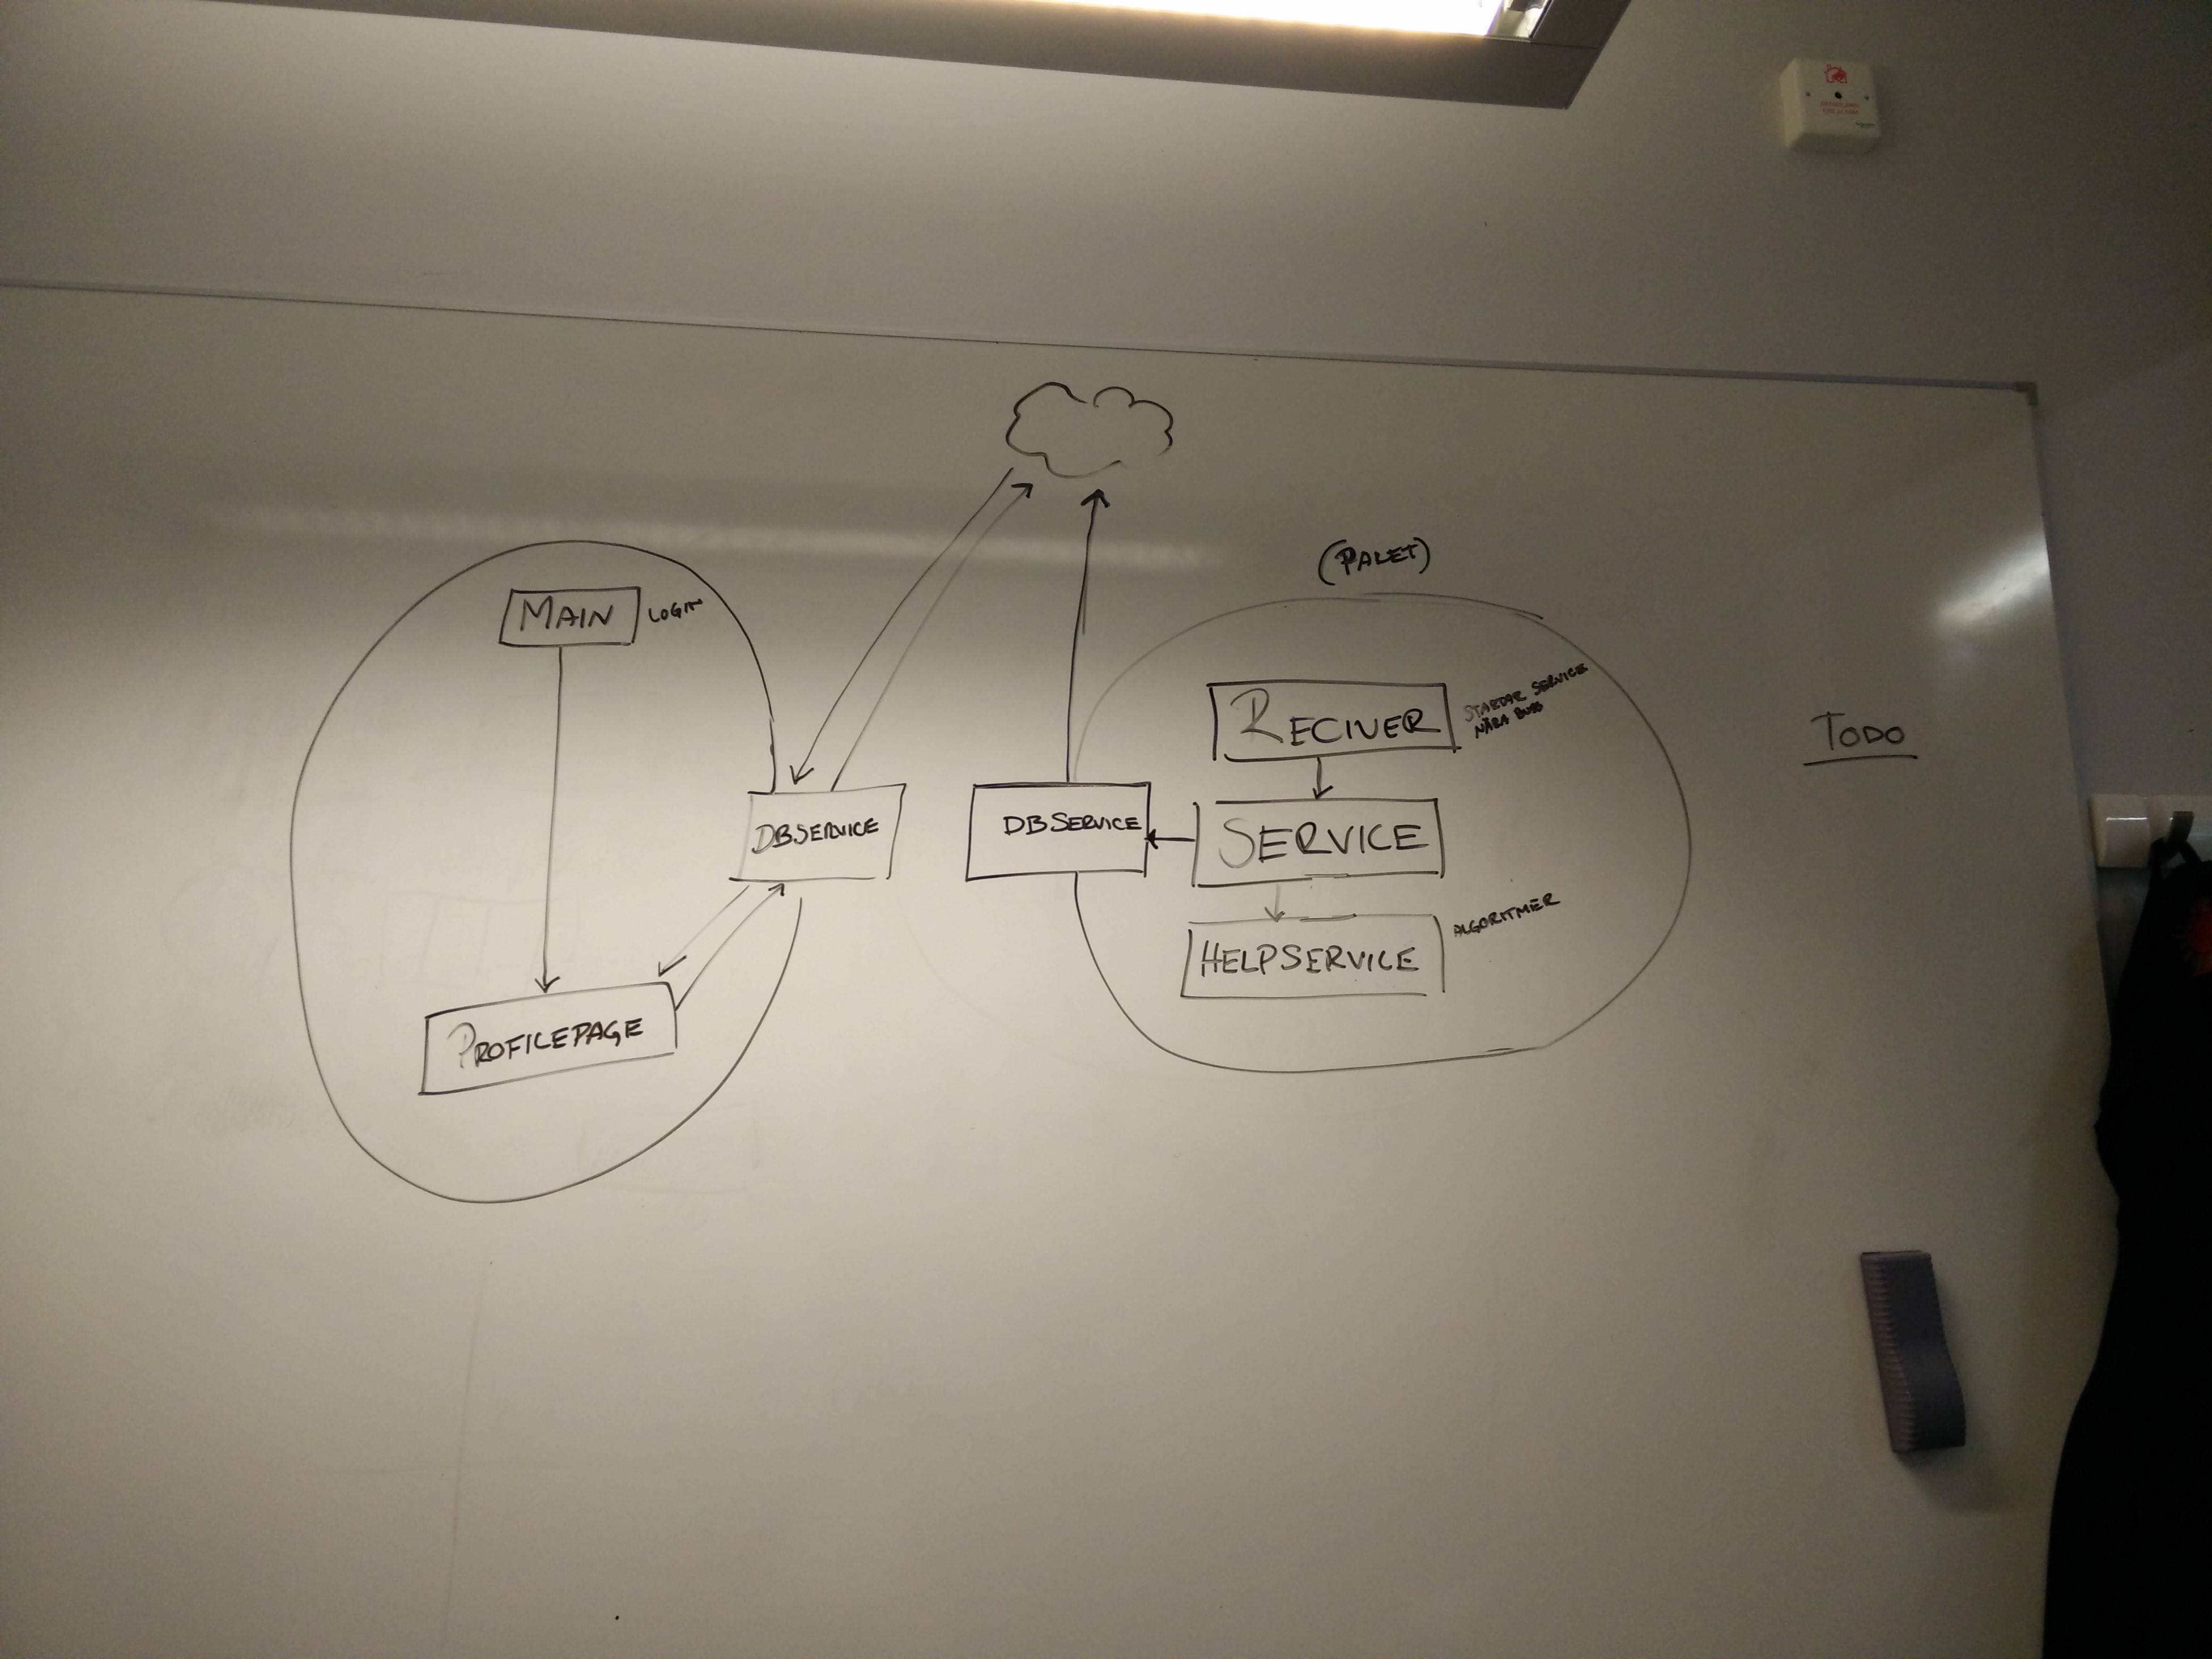 (PALET)
MAIN
LOGIN
RECIVER
STARTAR SERVICE
NÄRA BUSS
TODO
DBSERVICE
DBSERVICE
SERVICE
ALGORITMER
HELPSERVICE
PROFILEPAGE